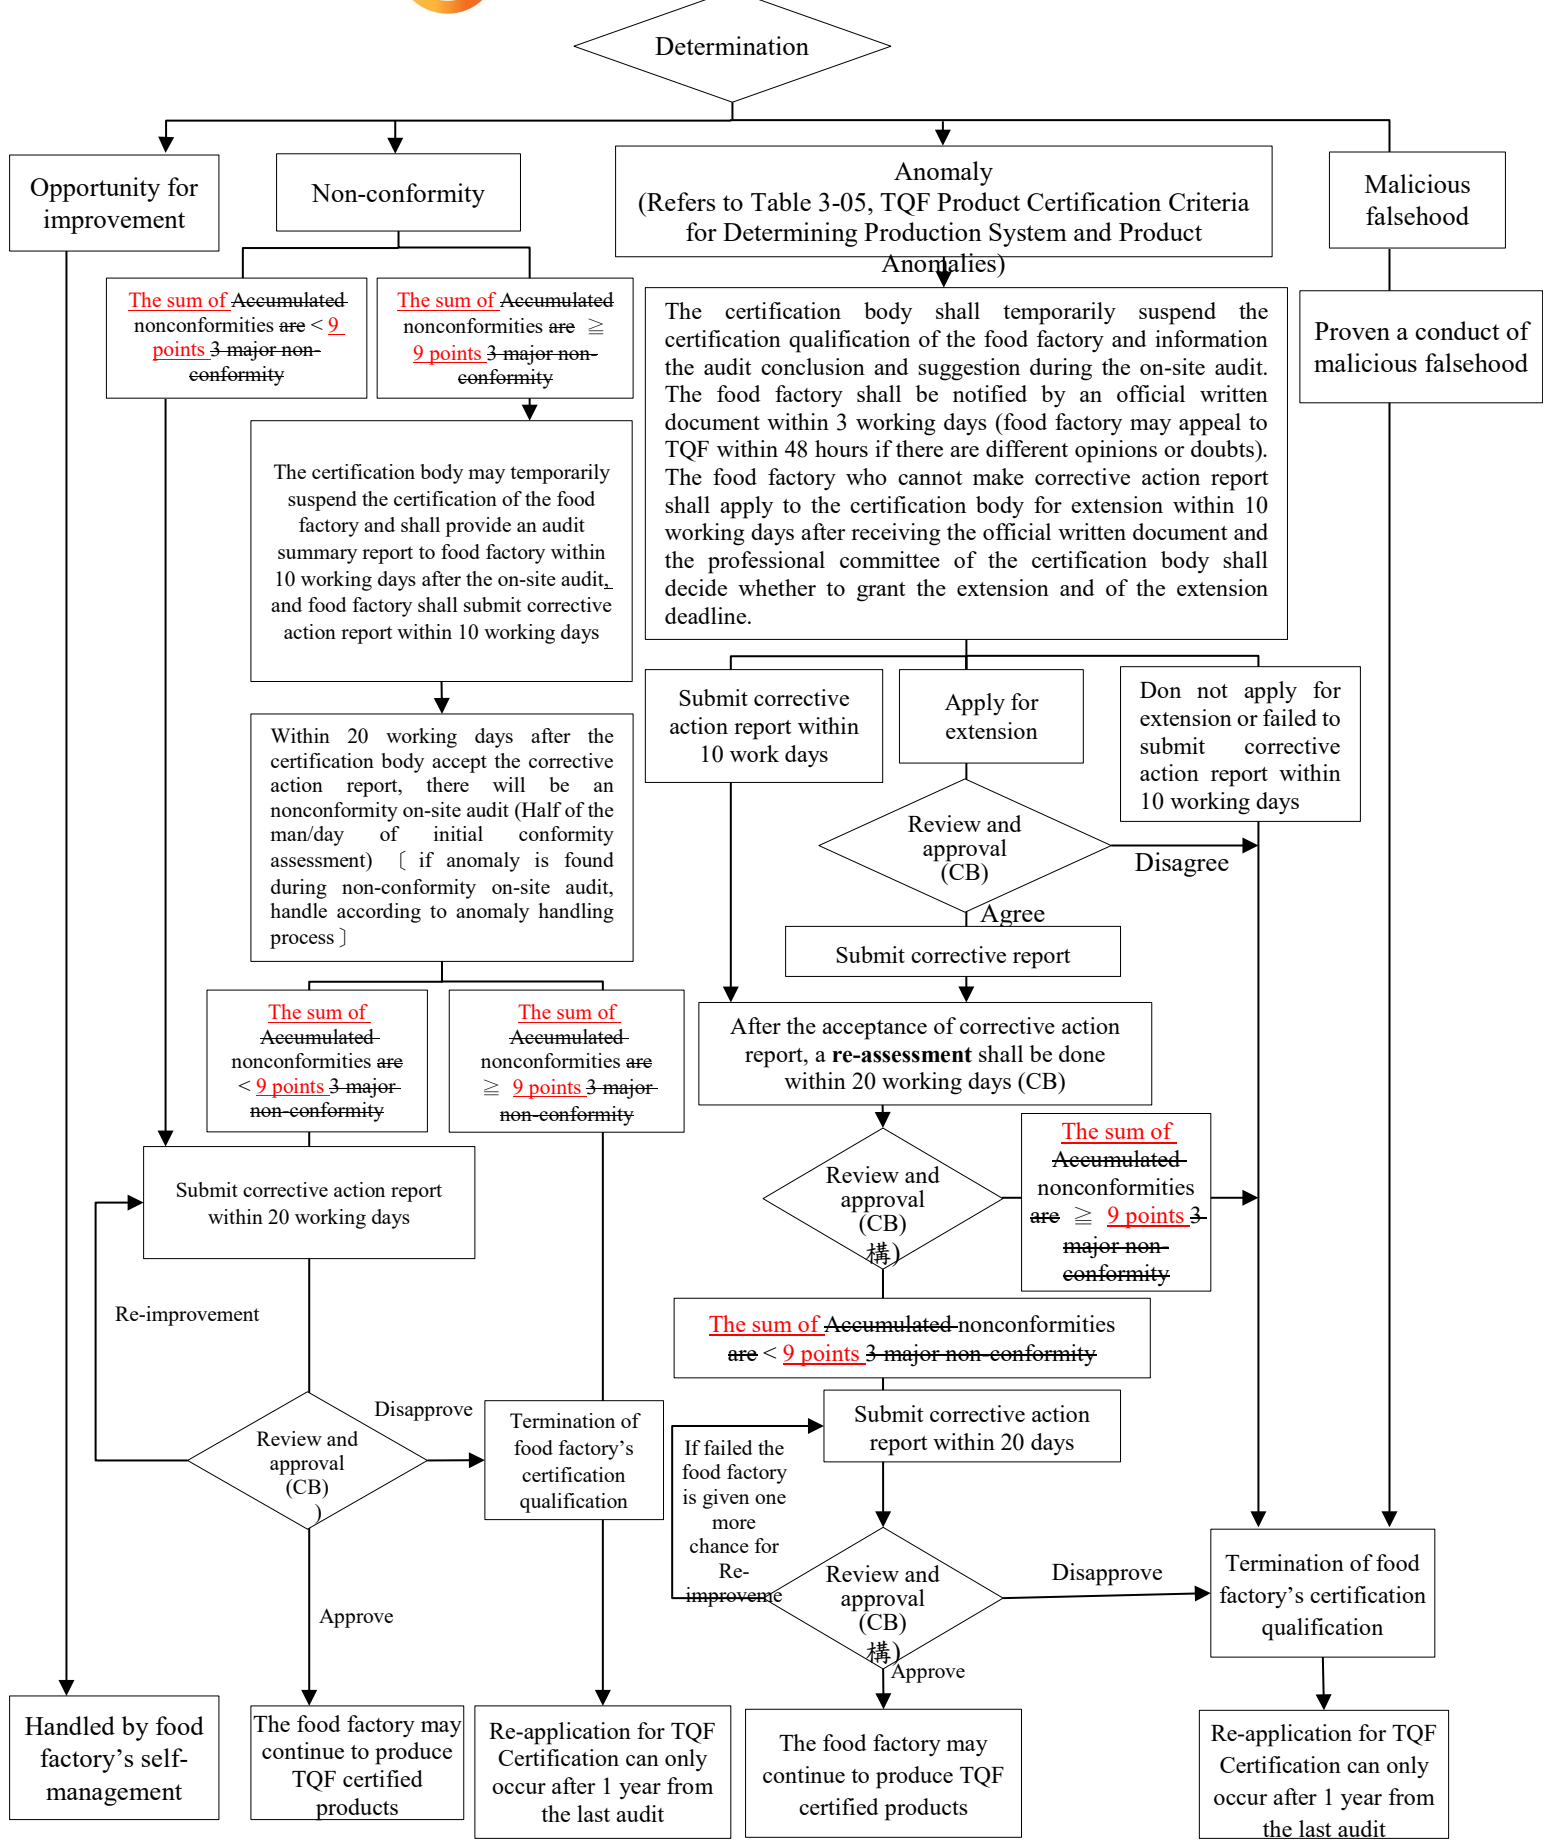 Determination
Opportunity for
improvement
Non-conformity
Anomaly
(Refers to Table 3-05, TQF Product Certification Criteria
for Determining Production System and Product
Anomalies)
Malicious
falsehood
The sum of Accumulated
nonconformities are < 9
points 3 major non-
conformity
The sum of Accumulated
nonconformities are ≧
9 points 3 major non-
conformity
The certification body shall temporarily suspend the
certification qualification of the food factory and information
the audit conclusion and suggestion during the on-site audit.
The food factory shall be notified by an official written
document within 3 working days (food factory may appeal to
TQF within 48 hours if there are different opinions or doubts).
The food factory who cannot make corrective action report
shall apply to the certification body for extension within 10
working days after receiving the official written document and
the professional committee of the certification body shall
decide whether to grant the extension and of the extension
deadline.
Proven a conduct of
malicious falsehood
The certification body may temporarily
suspend the certification of the food
factory and shall provide an audit
summary report to food factory within
10 working days after the on-site audit,
and food factory shall submit corrective
action report within 10 working days
Submit corrective
action report within
10 work days
Apply for
extension
Don not apply for
extension or failed to
submit corrective
action report within
10 working days
Within 20 working days after the
certification body accept the corrective
action report, there will be an
nonconformity on-site audit (Half of the
man/day of initial conformity
assessment) 〔 if anomaly is found
during non-conformity on-site audit,
handle according to anomaly handling
process〕
Review and
approval
(CB)
Disagree
Agree
Submit corrective report
The sum of
Accumulated
nonconformities are
< 9 points 3 major
non-conformity
The sum of
Accumulated
nonconformities are
≧ 9 points 3 major
non-conformity
After the acceptance of corrective action
report, a re-assessment shall be done
within 20 working days (CB)
Review and
approval
(CB)
構)
The sum of
Accumulated
nonconformities
are ≧ 9 points 3
major non-
conformity
Submit corrective action report
within 20 working days
Re-improvement
The sum of Accumulated nonconformities
are < 9 points 3 major non-conformity
Submit corrective action
report within 20 days
If failed the
food factory
is given one
more
chance for
Re-
improveme
Review and
approval
(CB)
)
Disapprove
Termination of
food factory’s
certification
qualification
Approve
Review and
approval
(CB)
構)
Disapprove
Approve
Termination of food
factory’s certification
qualification
Handled by food
factory’s self-
management
The food factory may
continue to produce
TQF certified
products
Re-application for TQF
Certification can only
occur after 1 year from
the last audit
The food factory may
continue to produce TQF
certified products
Re-application for TQF
Certification can only
occur after 1 year from
the last audit